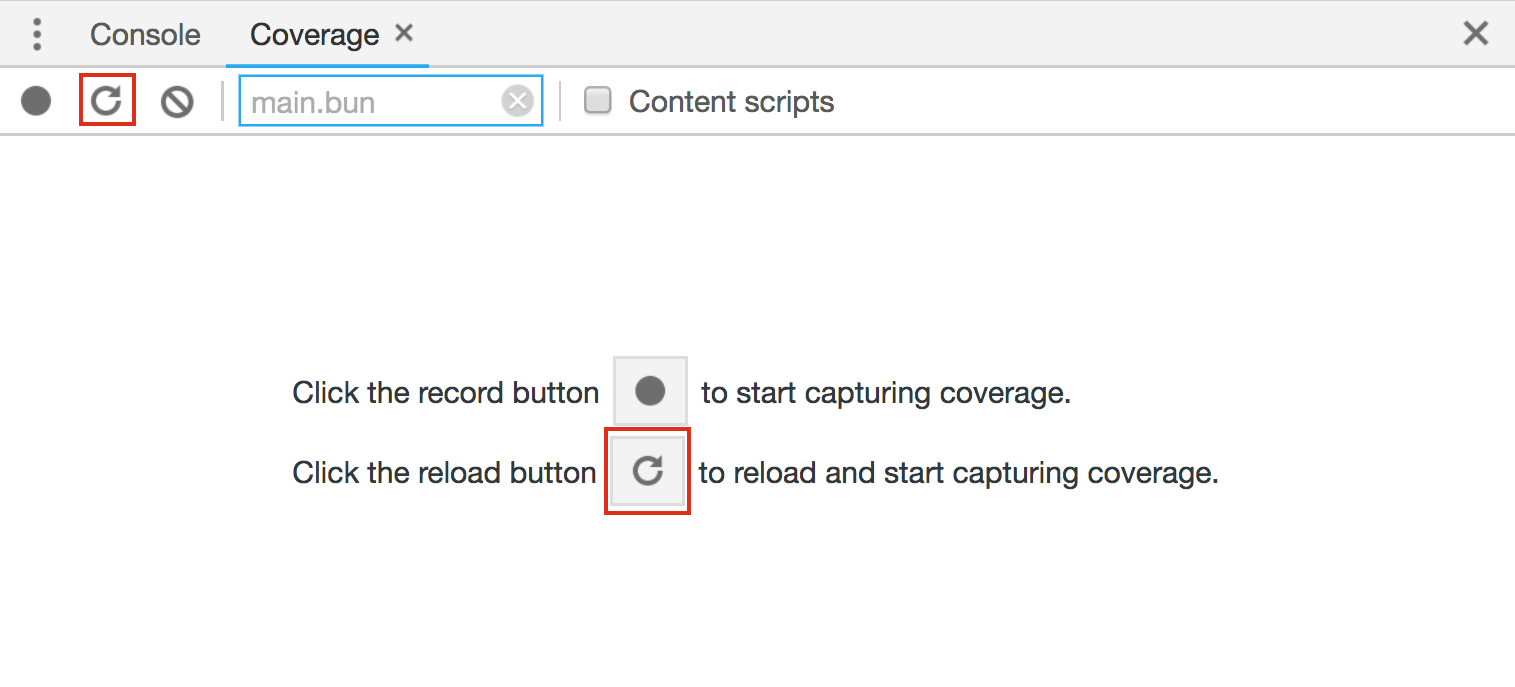 Console Coverage
main.bun Content scripts
Click the record button to start capturing coverage.
Click the reload button to reload and start capturing coverage.